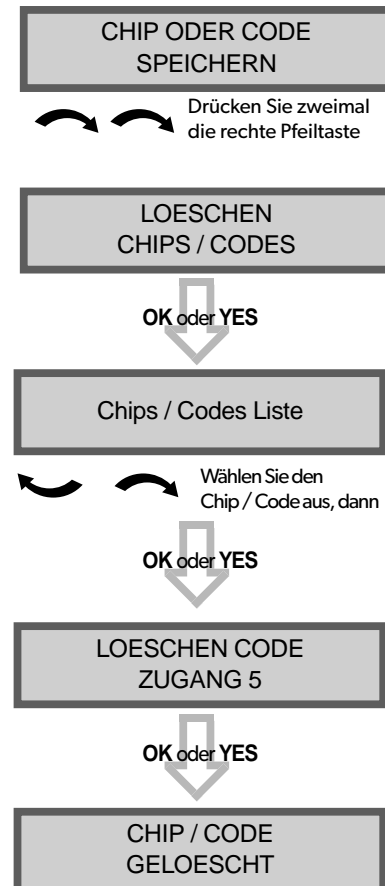 CHIP ODER CODE
SPEICHERN
Drücken Sie zweimal
die rechte Pfeiltaste
LOESCHEN
CHIPS / CODES
OK oder YES
Chips / Codes Liste
Wählen Sie den
Chip / Code aus, dann
OK oder YES
LOESCHEN CODE
ZUGANG 5
OK oder YES
CHIP / CODE
GELOESCHT